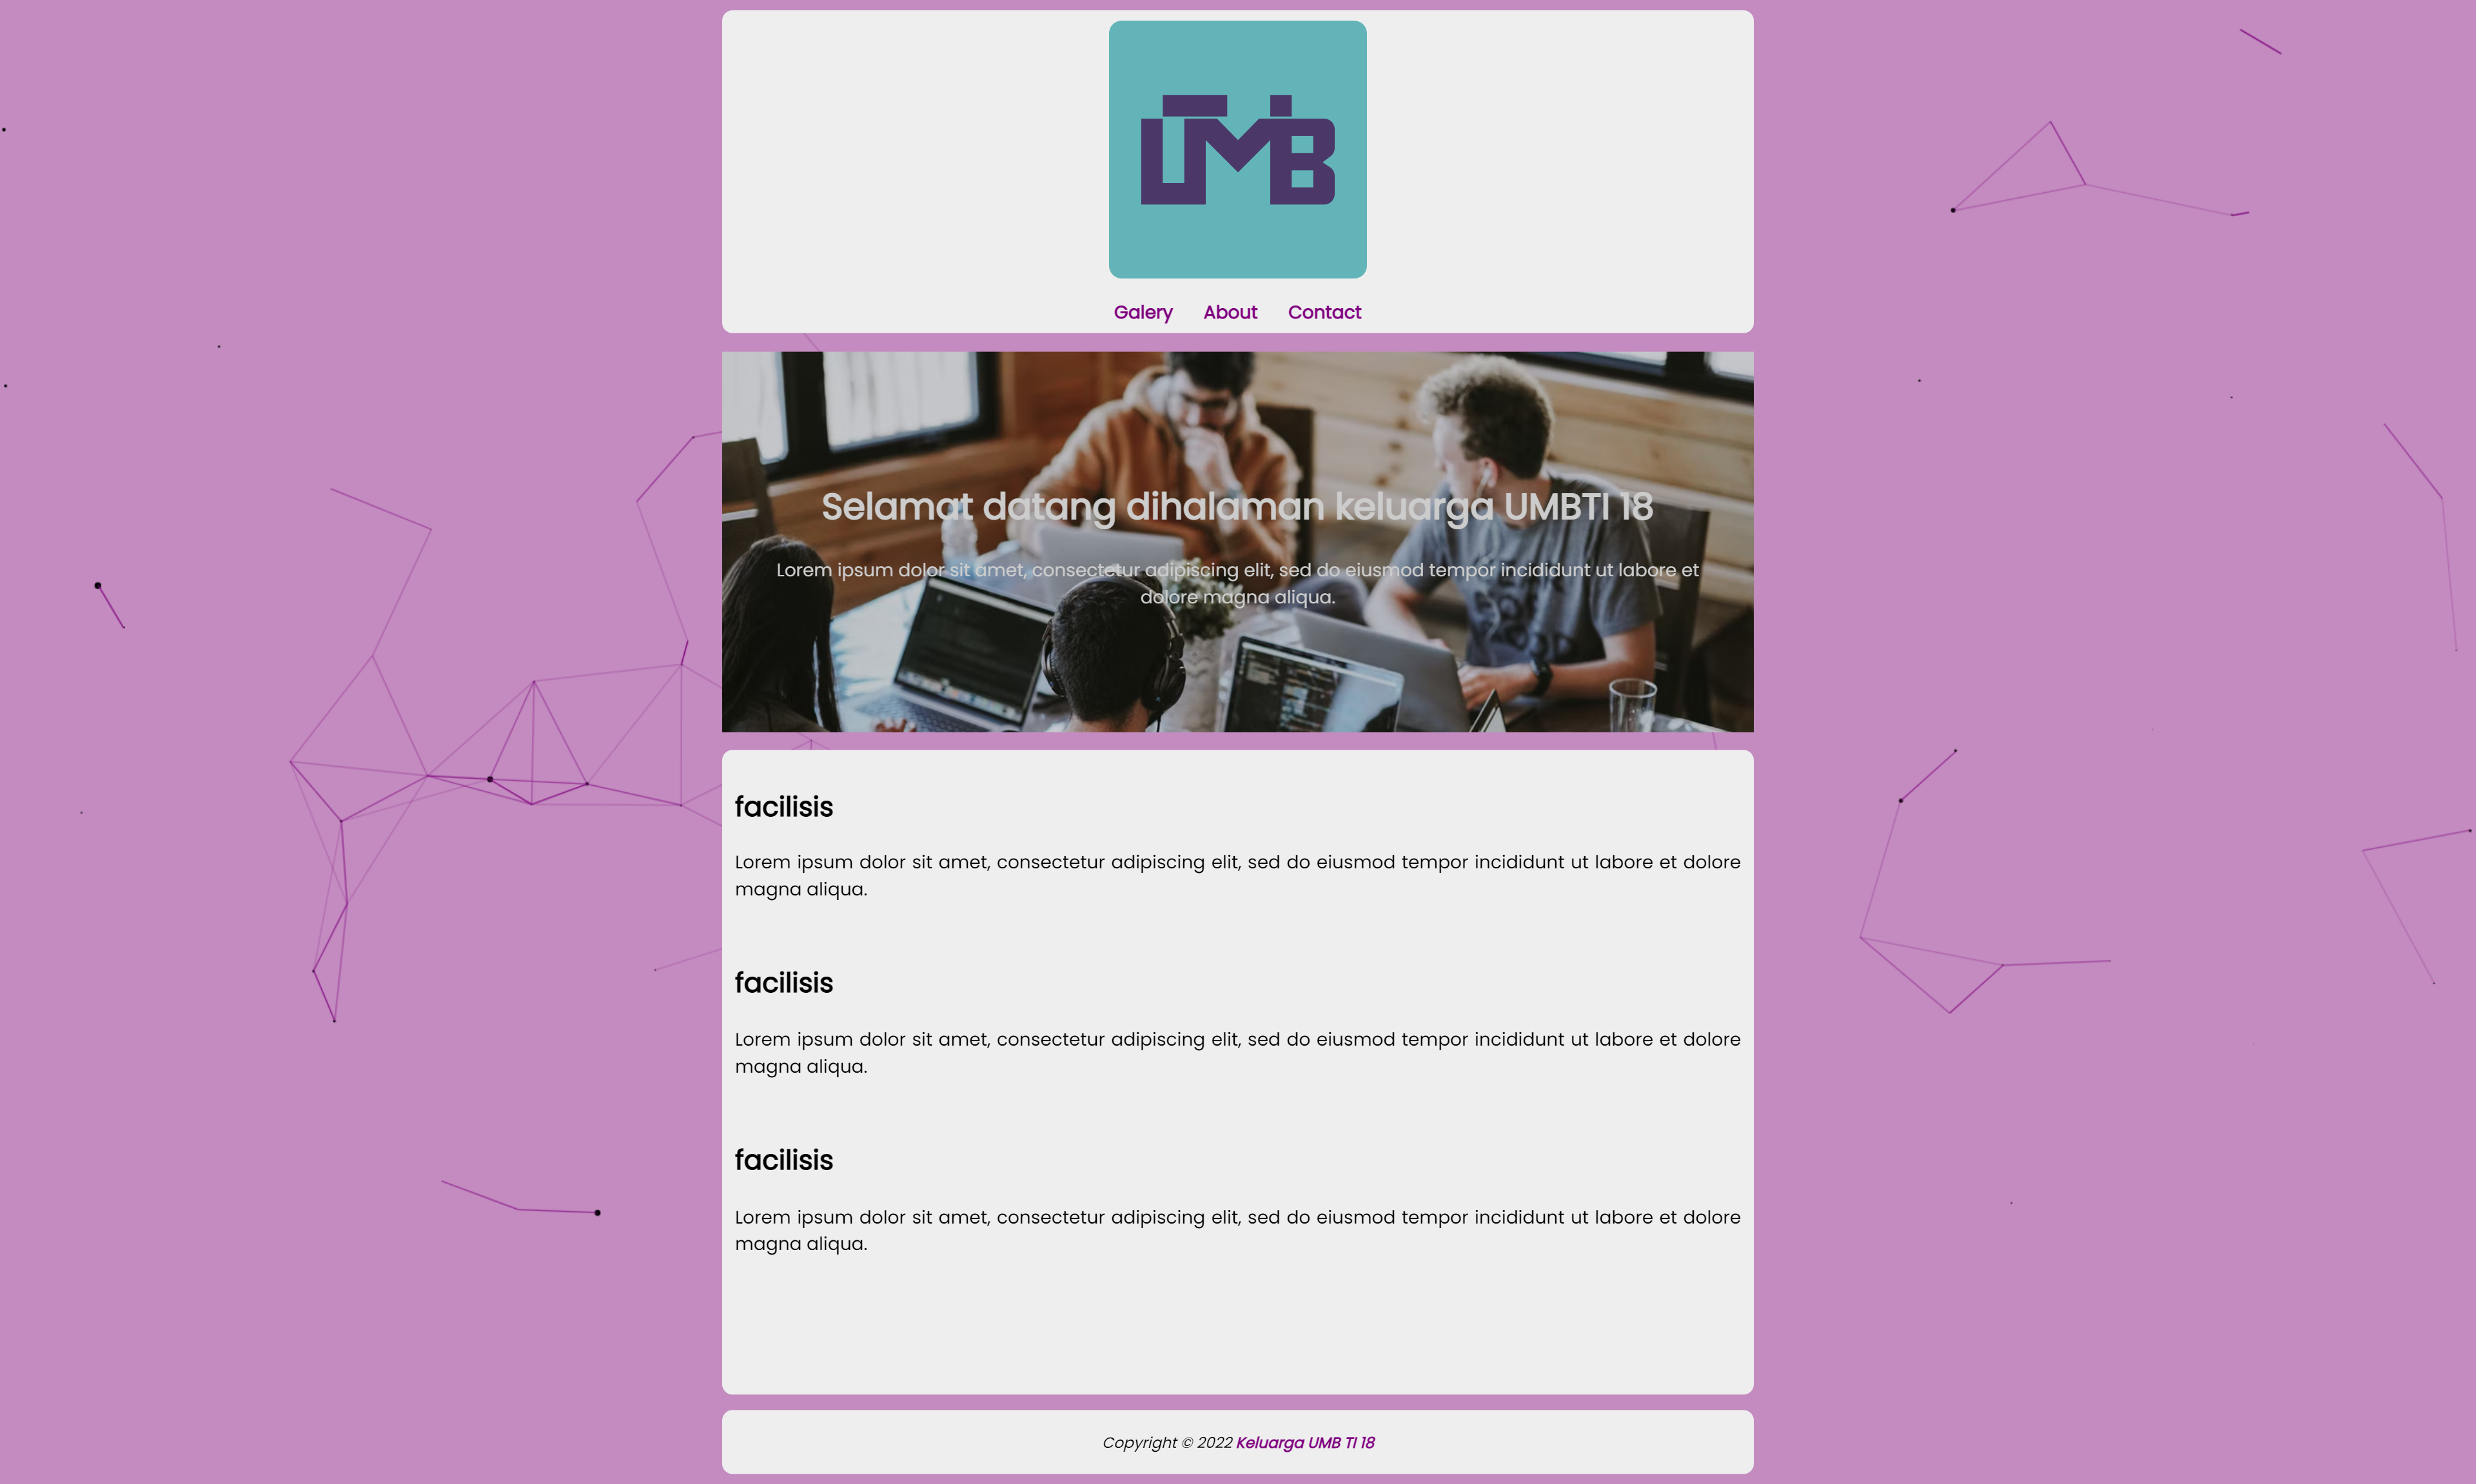 UMB
Galery About Contact
Selamat datang dihalaman keluarga UMBTI 18
Lorem ipsum dolor sit amet, consectetur adipiscing elit, sed do eiusmod tempor incididunt ut labore et
dolore magna aliqua.
facilisis
Lorem ipsum dolor sit amet, consectetur adipiscing elit, sed do eiusmod tempor incididunt ut labore et dolore
magna aliqua.
facilisis
Lorem ipsum dolor sit amet, consectetur adipiscing elit, sed do eiusmod tempor incididunt ut labore et dolore
magna aliqua.
facilisis
Lorem ipsum dolor sit amet, consectetur adipiscing elit, sed do eiusmod tempor incididunt ut labore et dolore
magna aliqua.
Copyright © 2022 Keluarga UMB TI 18